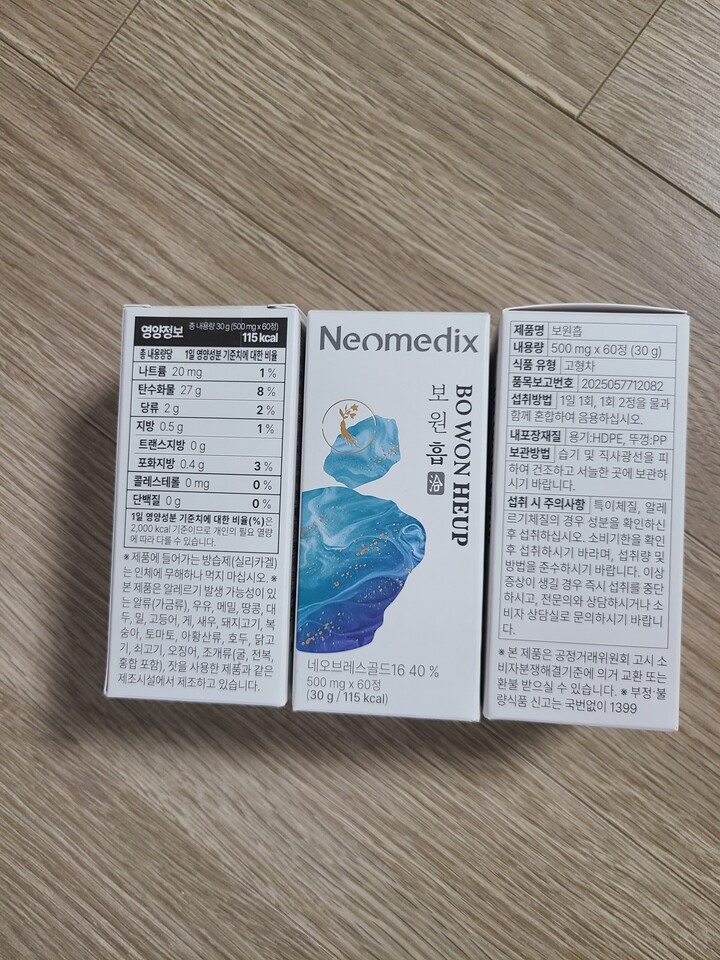 영양정보 총 내용량 30 g (500 mg x 60정)
115 kcal
총 내용량당 1일 영양성분 기준치에 대한 비율
나트륨 20 mg 1 %
탄수화물 27 g 8 %
당류 2 g 2 %
지방 0.5 g 1 %
트랜스지방 0 g
포화지방 0.4 g 3 %
콜레스테롤 0 mg 0 %
단백질 0 g 0 %
1일 영양성분 기준치에 대한 비율(%)은
2,000 kcal 기준이므로 개인의 필요 열량
에 따라 다를 수 있습니다.
※ 제품에 들어가는 방습제(실리카겔)
는 인체에 무해하나 먹지 마십시오. ※
본 제품은 알레르기 발생 가능성이 있
는 알류(가금류), 우유, 메밀, 땅콩, 대
두, 밀, 고등어, 게, 새우, 돼지고기, 복
숭아, 토마토, 아황산류, 호두, 닭고
기, 쇠고기, 오징어, 조개류(굴, 전복,
홍합 포함), 잣을 사용한 제품과 같은
제조시설에서 제조하고 있습니다.
Neomedix
보원흡 洽
BO WON HEUP
네오브레스골드16 40 %
500 mg x 60정
(30 g / 115 kcal)
제품명 보원흡
내용량 500 mg x 60정 (30 g)
식품 유형 고형차
품목보고번호 2025057712082
섭취방법 1일 1회, 1회 2정을 물과
함께 혼합하여 음용하십시오.
내포장재질 용기:HDPE, 뚜껑:PP
보관방법 습기 및 직사광선을 피
하여 건조하고 서늘한 곳에 보관하
시기 바랍니다.
섭취 시 주의사항 특이체질, 알레
르기체질의 경우 성분을 확인하신
후 섭취하십시오. 소비기한을 확인
후 섭취하시기 바라며, 섭취량 및
방법을 준수하시기 바랍니다. 이상
증상이 생길 경우 즉시 섭취를 중단
하시고, 전문의와 상담하시거나 소
비자 상담실로 문의하시기 바랍니
다.
※ 본 제품은 공정거래위원회 고시 소
비자분쟁해결기준에 의거 교환 또는
환불 받으실 수 있습니다. ※ 부정·불
량식품 신고는 국번없이 1399